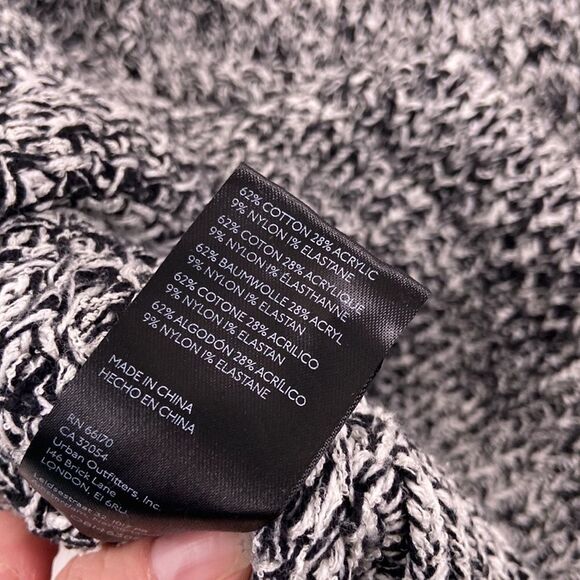 62% COTTON 28% ACRYLIC
9% NYLON 1% ELASTANE
62% COTON 28% ACRYLIQUE
9% NYLON 1% ÉLASTHANNE
62% BAUMWOLLE 28% ACRYL
9% NYLON 1% ELASTAN
62% COTONE 28% ACRILICO
9% NYLON 1% ELASTAN
62% ALGODÓN 28% ACRÍLICO
9% NYLON 1% ELASTANE
MADE IN CHINA
HECHO EN CHINA
RN 66170
CA 32054
Urban Outfitters, Inc.
146 Brick Lane
LONDON, E1 6RU